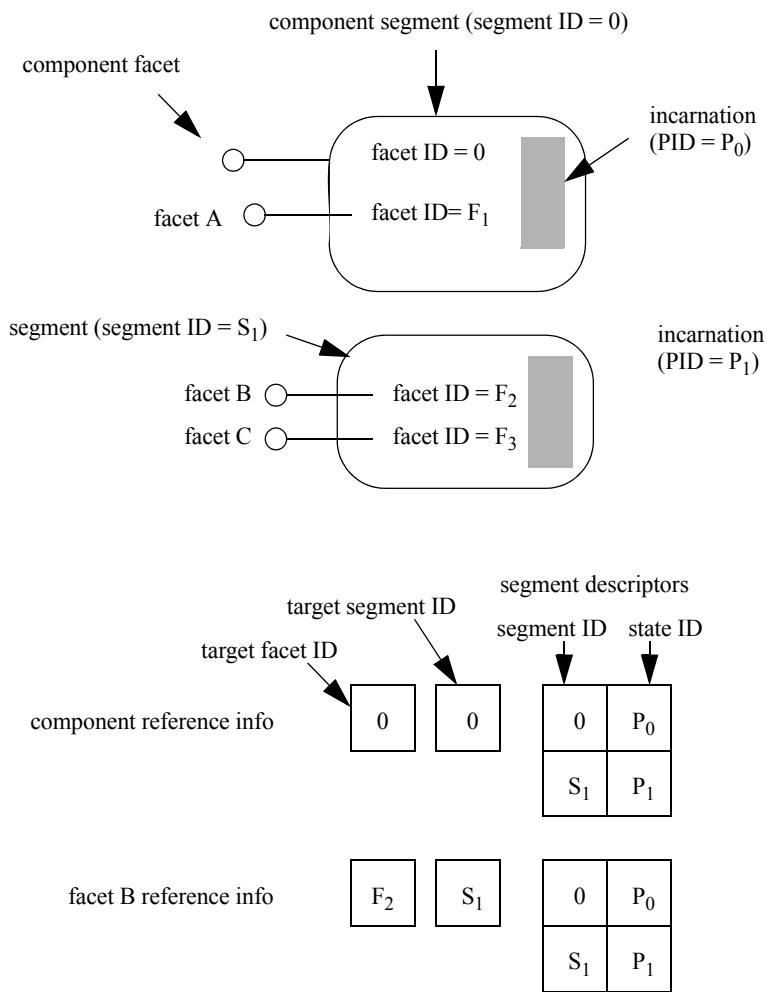 component segment (segment ID = 0)
component facet
incarnation
(PID = P0)
facet ID = 0
facet A
facet ID= F1
segment (segment ID = S1)
incarnation
(PID = P1)
facet B
facet ID = F2
facet C
facet ID = F3
segment descriptors
target segment ID
segment ID
state ID
target facet ID
component reference info
0
0
0
P0
S1
P1
facet B reference info
F2
S1
0
P0
S1
P1